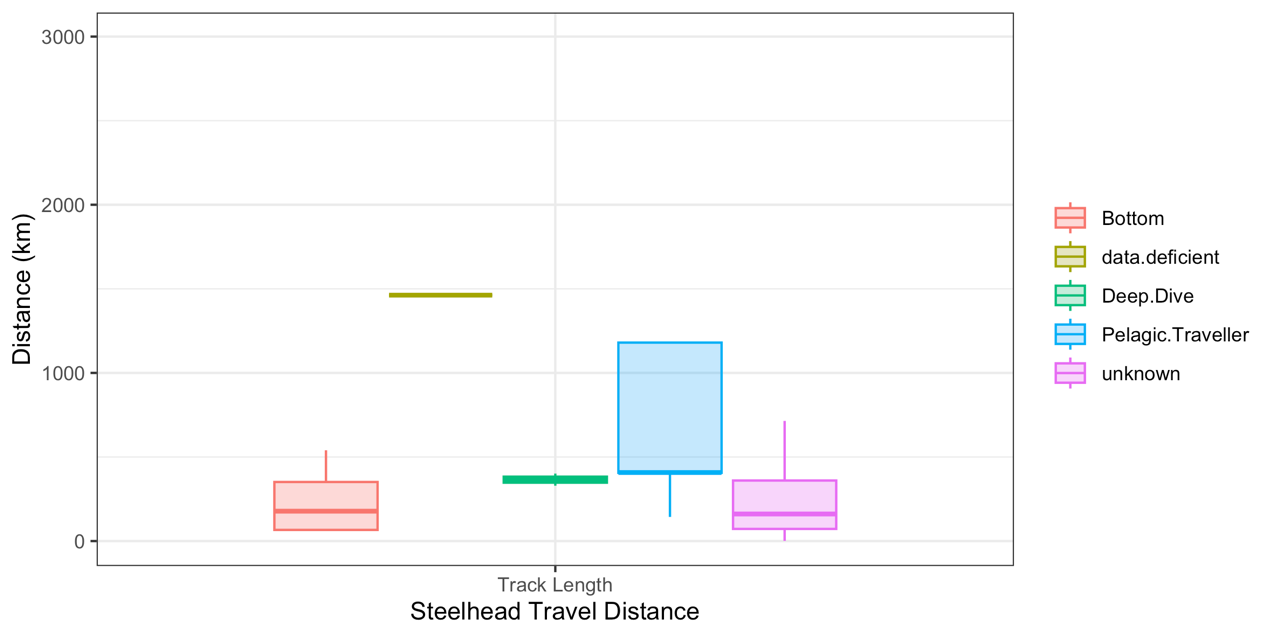 3000
2000
1000
0
Distance (km)
Track Length
Steelhead Travel Distance
Bottom
data.deficient
Deep.Dive
Pelagic.Traveller
unknown